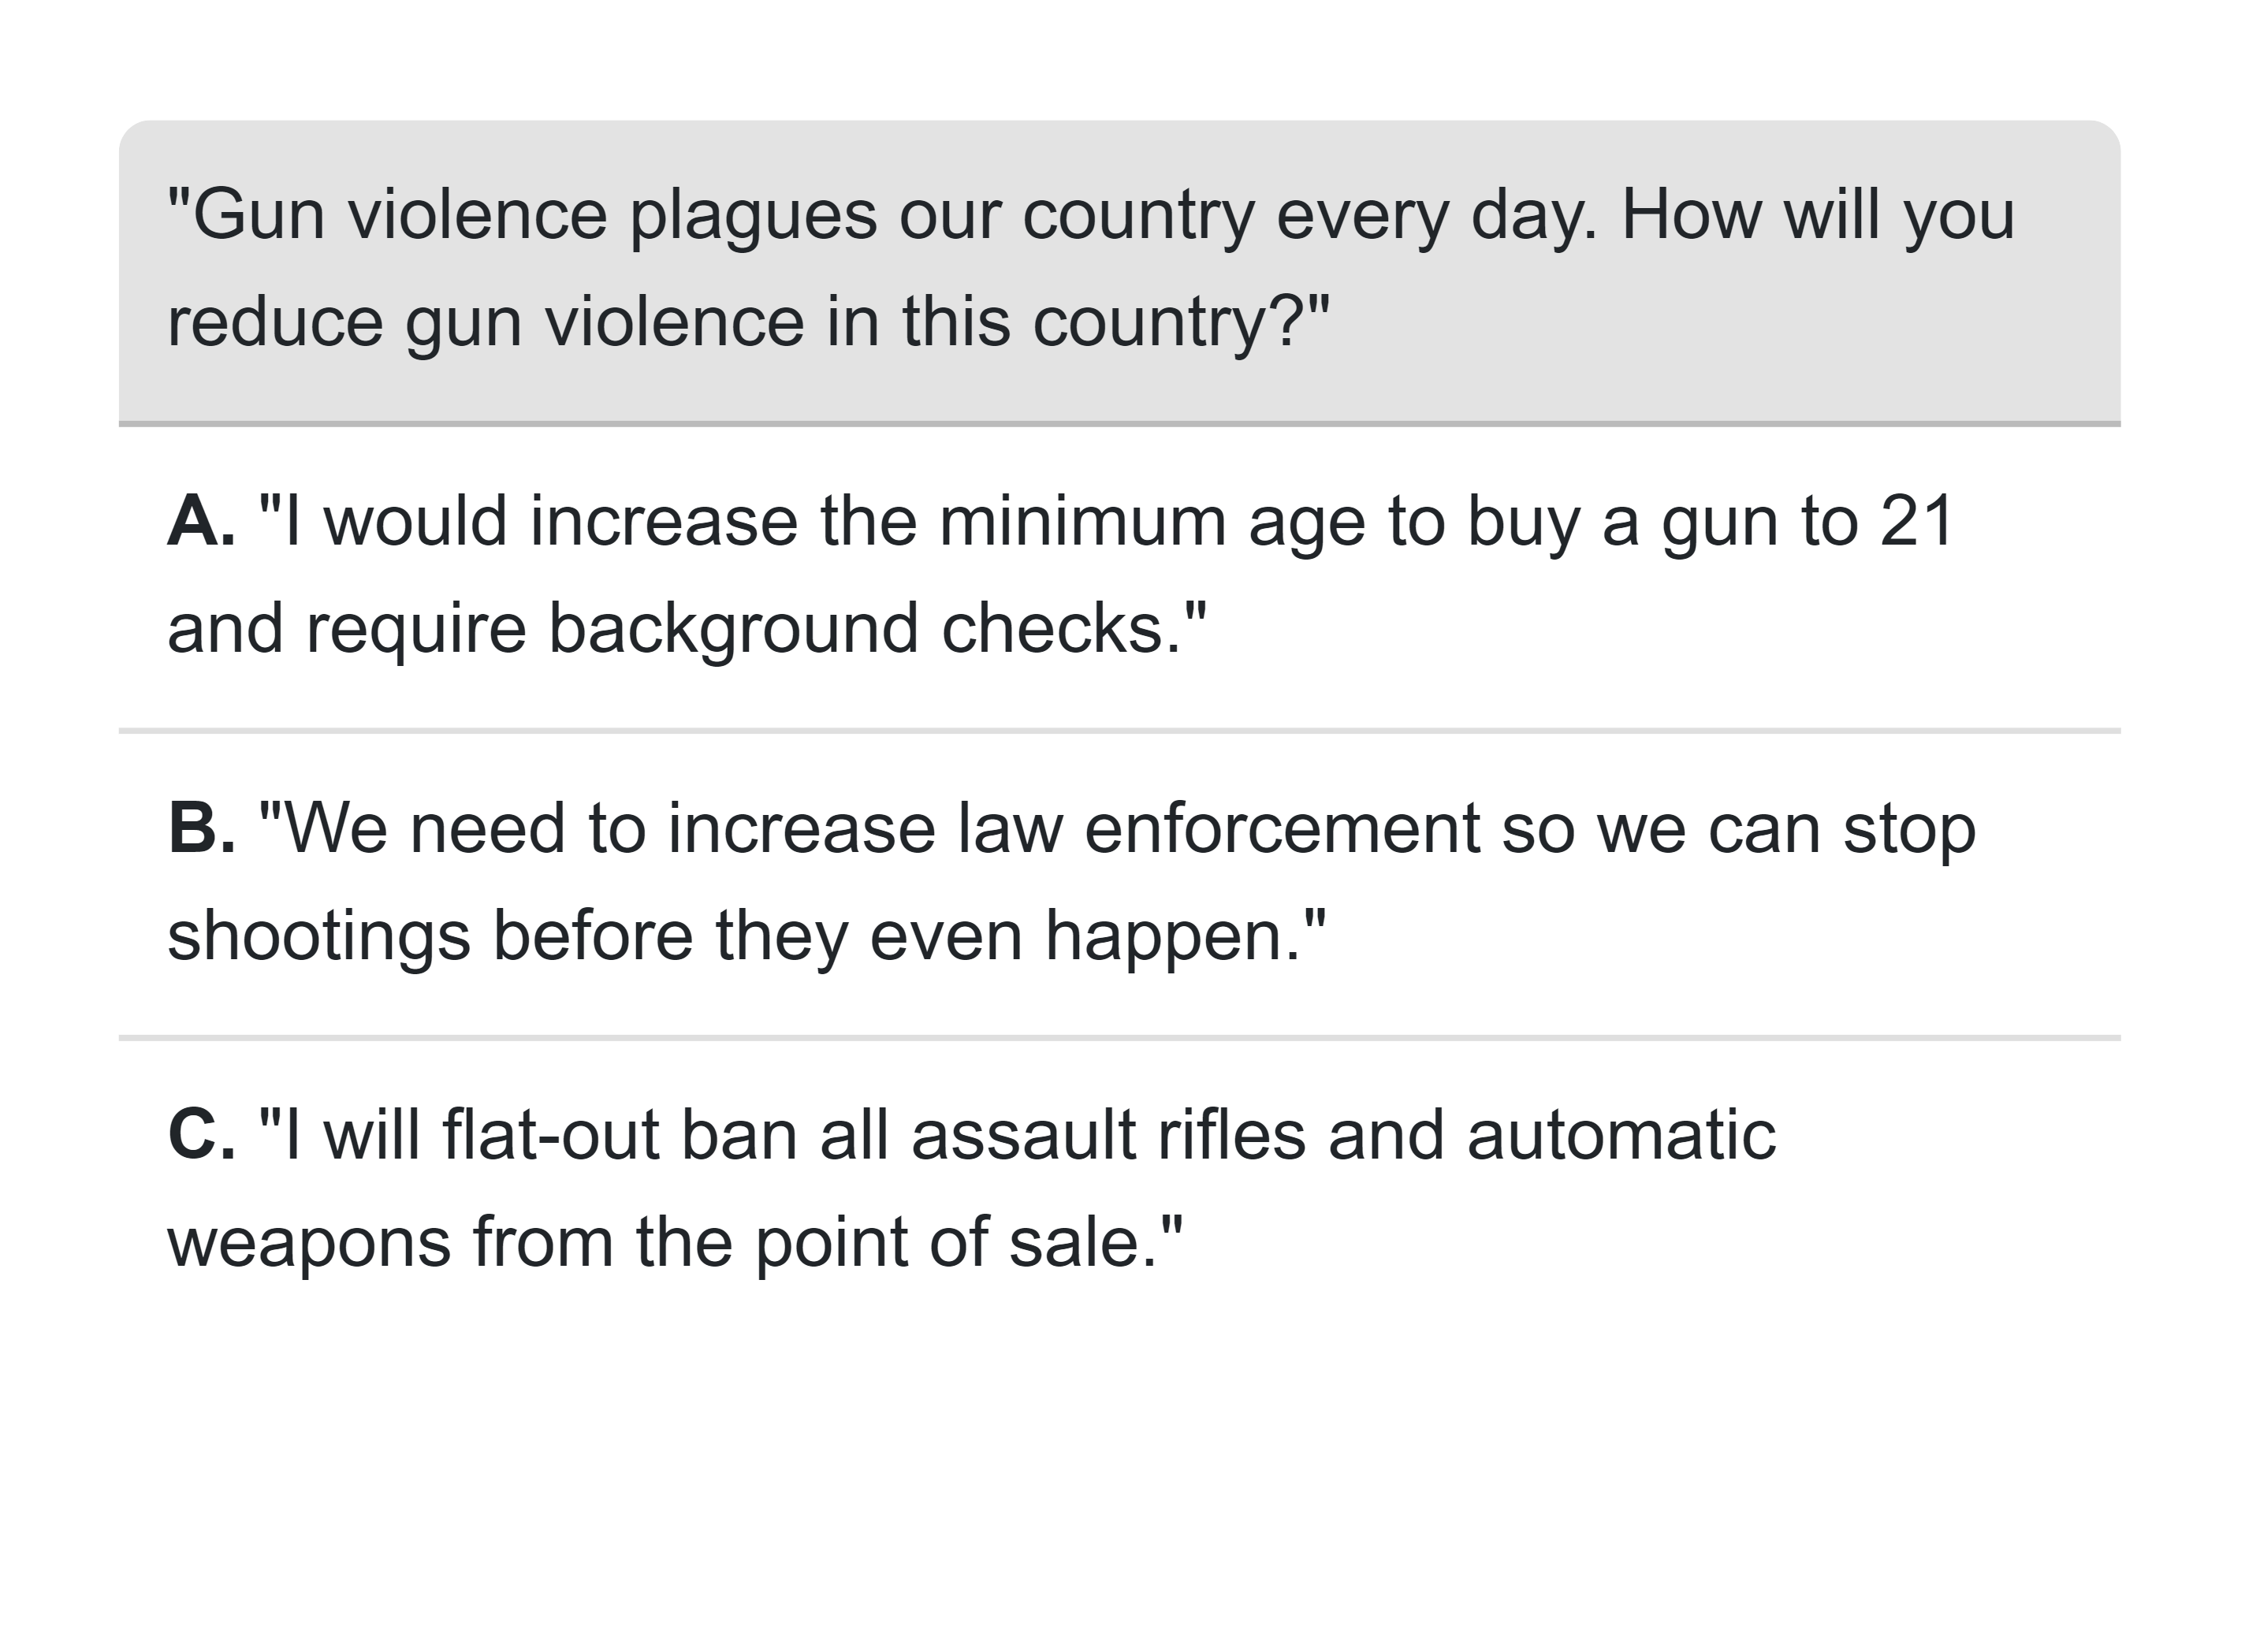 "Gun violence plagues our country every day. How will you
reduce gun violence in this country?"
A. "I would increase the minimum age to buy a gun to 21
and require background checks."
B. "We need to increase law enforcement so we can stop
shootings before they even happen."
C. "I will flat-out ban all assault rifles and automatic
weapons from the point of sale."